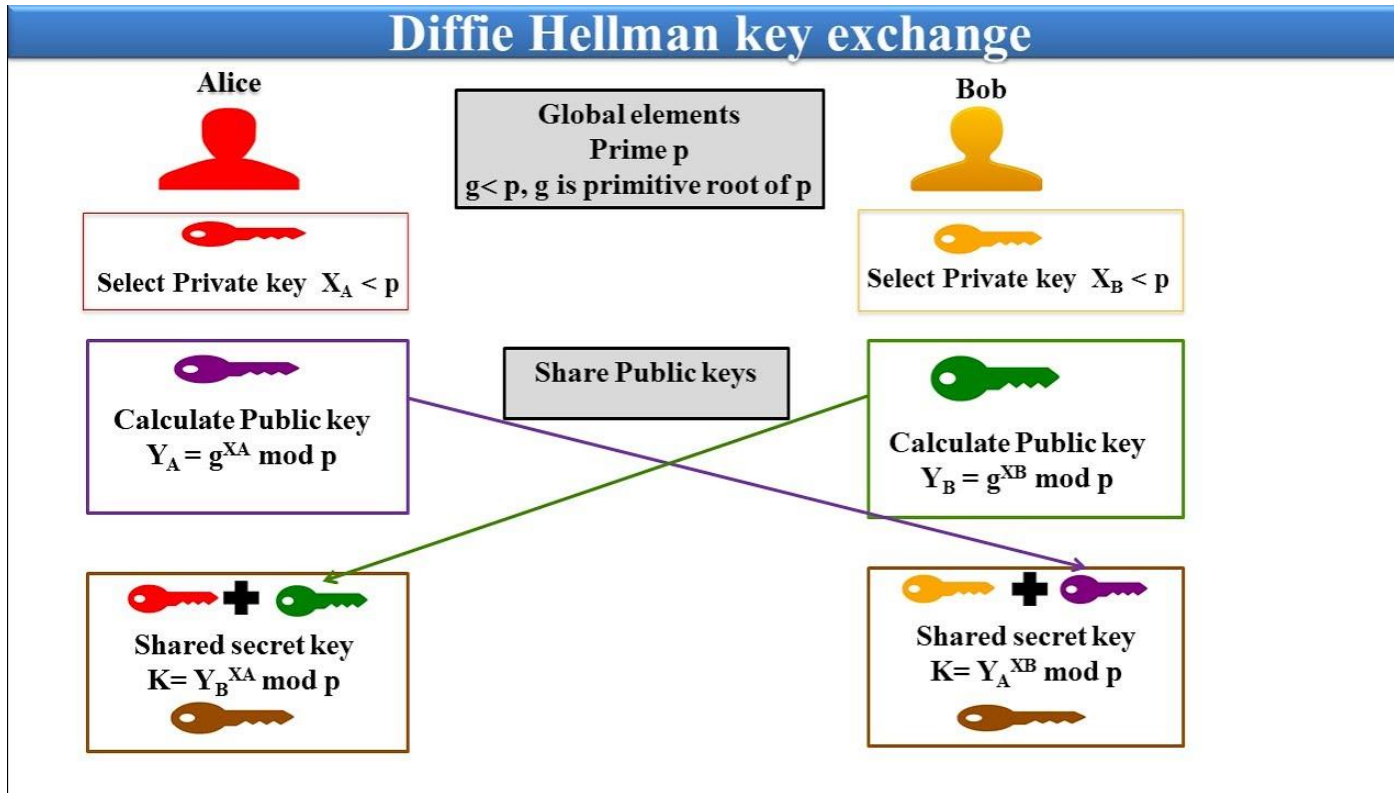 Diffie Hellman key exchange
Alice
Bob
Global elements
Prime p
g< p, g is primitive root of p
Select Private key X_A < p
Select Private key X_B < p
Share Public keys
Calculate Public key
Y_A = g^XA mod p
Calculate Public key
Y_B = g^XB mod p
Shared secret key
K= Y_B^XA mod p
Shared secret key
K= Y_A^XB mod p